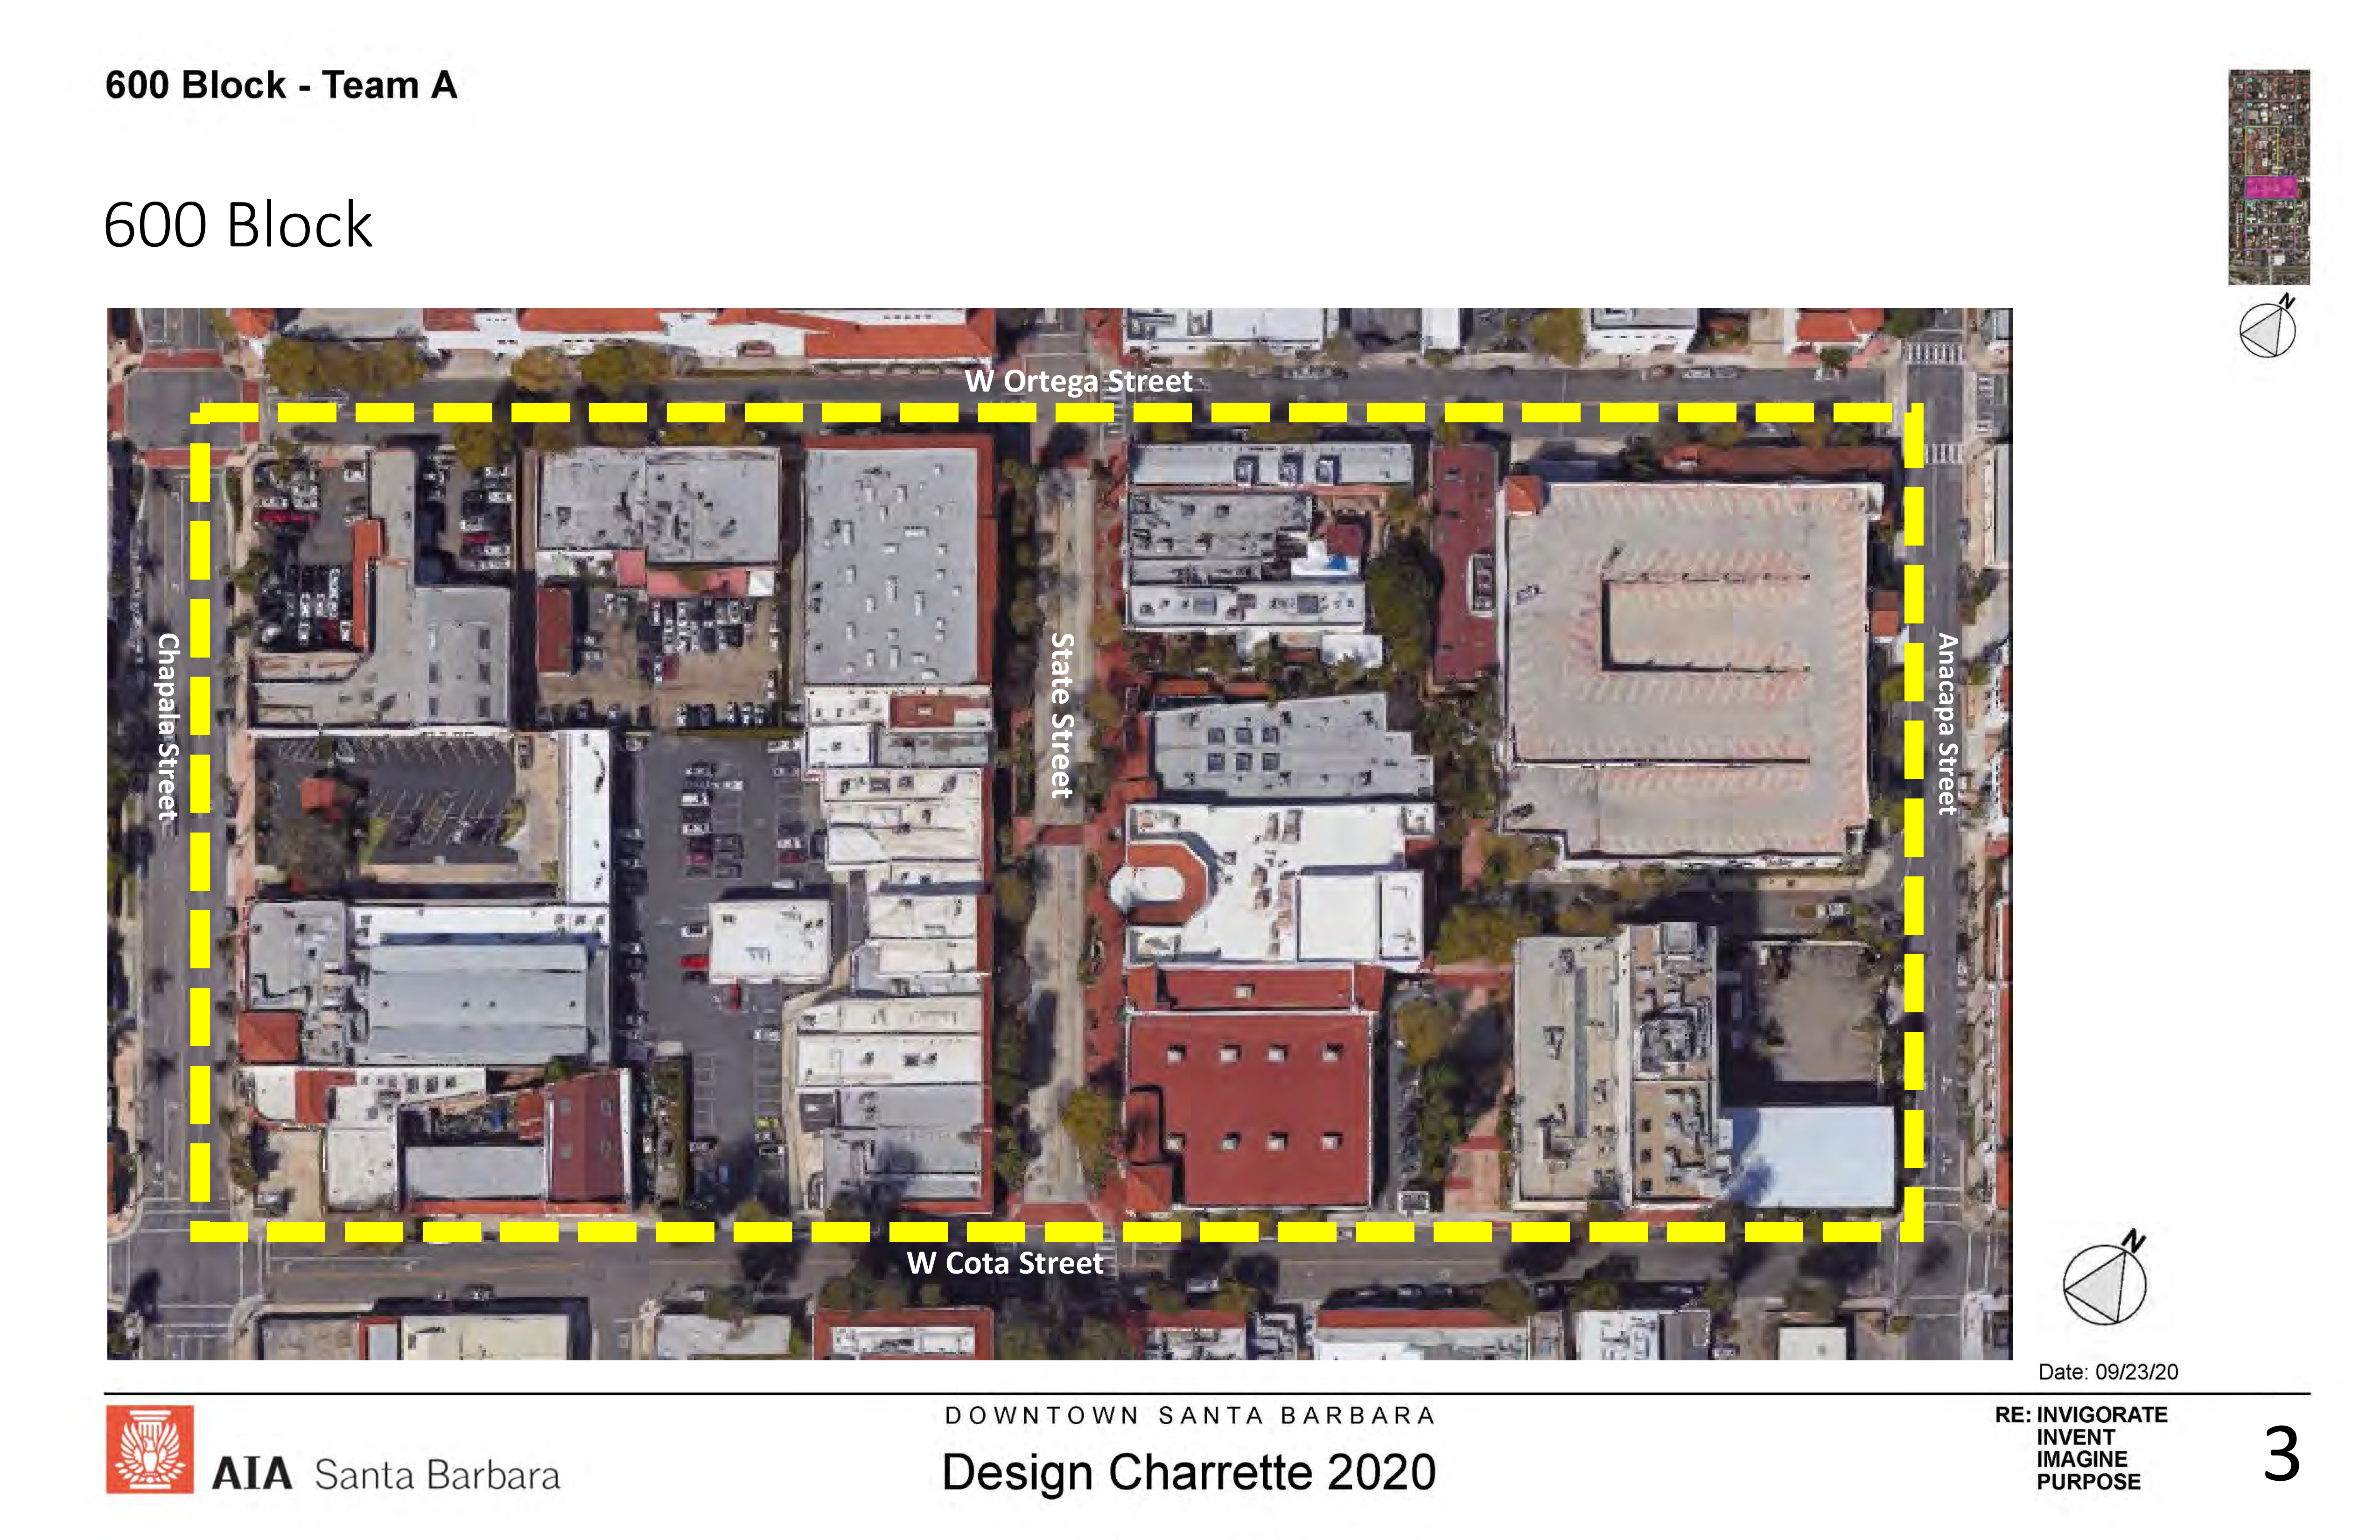 600 Block - Team A
600 Block
N
W Ortega Street
Chapala Street
State Street
Anacapa Street
W Cota Street
N
Date: 09/23/20
AIA Santa Barbara
DOWNTOWN SANTA BARBARA
Design Charrette 2020
RE: INVIGORATE
INVENT
IMAGINE
PURPOSE
3